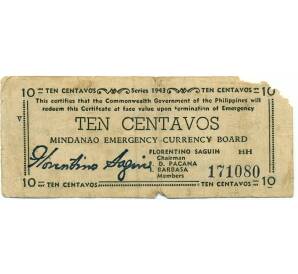 10 TEN CENTAVOS Series 1943 TEN CENTAVOS
This certifies that the Commonwealth Government of the Philippines will
redeem this Certificate at face value upon termination of Emergency
V
TEN CENTAVOS
MINDANAO EMERGENCY CURRENCY BOARD
Florentino Saguin
FLORENTINO SAGUIN HH
Chairman
D. PACANA
BARBASA
Members
171080
10 TEN CENTAVOS TEN CENTAVOS 10